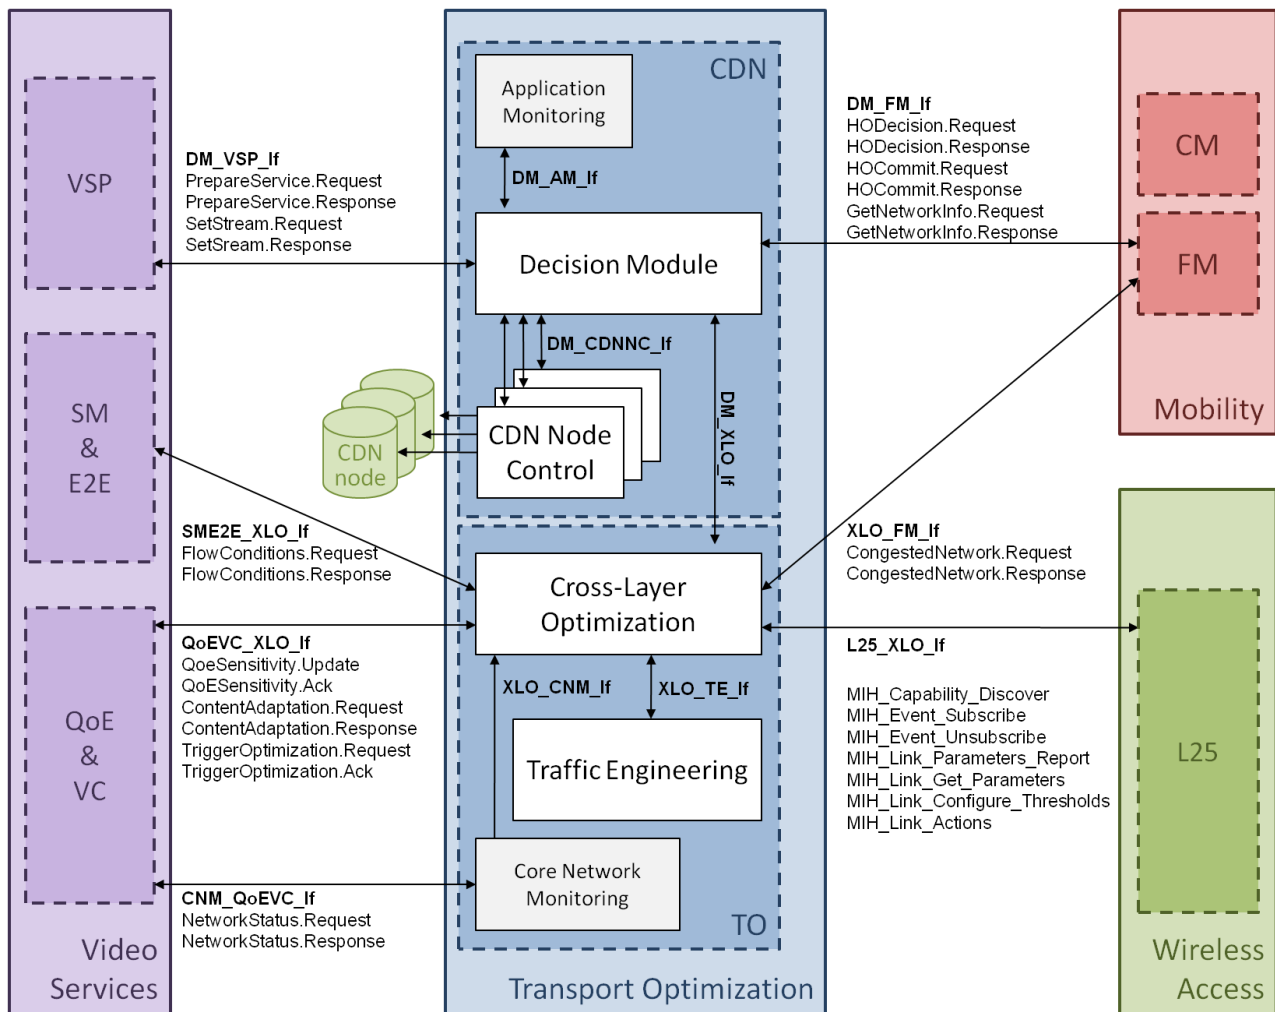 CDN
Application
Monitoring
DM_AM_If
VSP
DM_VSP_If
PrepareService.Request
PrepareService.Response
SetStream.Request
SetSream.Response
Decision Module
DM_FM_If
HODecision.Request
HODecision.Response
HOCommit.Request
HOCommit.Response
GetNetworkInfo.Request
GetNetworkInfo.Response
CM
FM
Mobility
DM_CDNNC_If
DM_XLO_If
CDN Node
Control
CDN
node
SM
&
E2E
SME2E_XLO_If
FlowConditions.Request
FlowConditions.Response
Cross-Layer
Optimization
XLO_FM_If
CongestedNetwork.Request
CongestedNetwork.Response
QoE
&
VC
QoEVC_XLO_If
QoeSensitivity.Update
QoESensitivity.Ack
ContentAdaptation.Request
ContentAdaptation.Response
TriggerOptimization.Request
TriggerOptimization.Ack
XLO_CNM_If
XLO_TE_If
Traffic Engineering
L25_XLO_If
MIH_Capability_Discover
MIH_Event_Subscribe
MIH_Event_Unsubscribe
MIH_Link_Parameters_Report
MIH_Link_Get_Parameters
MIH_Link_Configure_Thresholds
MIH_Link_Actions
L25
Core Network
Monitoring
CNM_QoEVC_If
NetworkStatus.Request
NetworkStatus.Response
TO
Video
Services
Transport Optimization
Wireless
Access